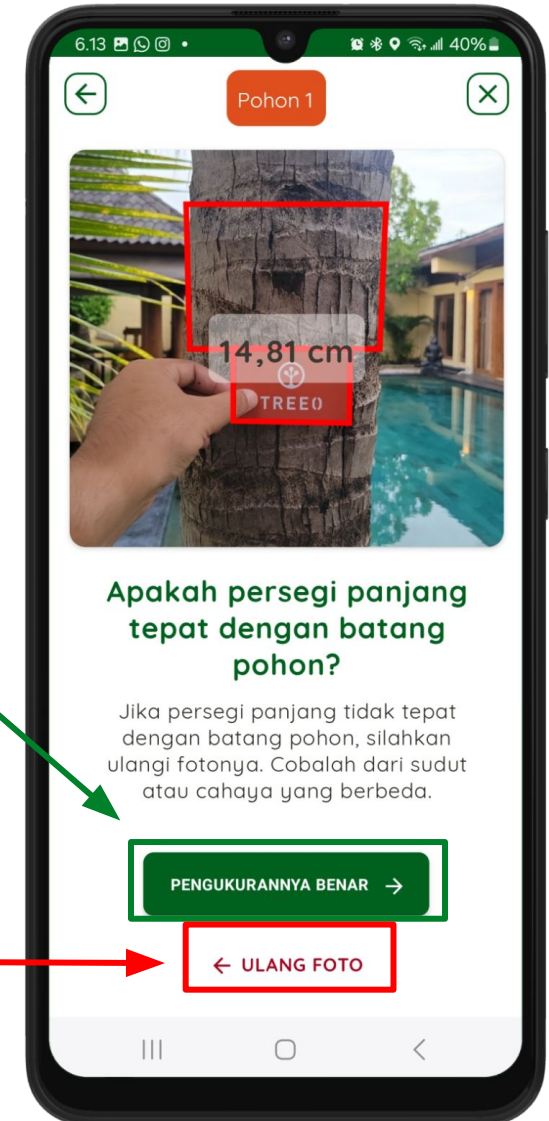 6.13 40%
Pohon 1
14,81 cm
TREEO
Apakah persegi panjang
tepat dengan batang
pohon?
Jika persegi panjang tidak tepat
dengan batang pohon, silahkan
ulangi fotonya. Cobalah dari sudut
atau cahaya yang berbeda.
PENGUKURANNYA BENAR →
← ULANG FOTO